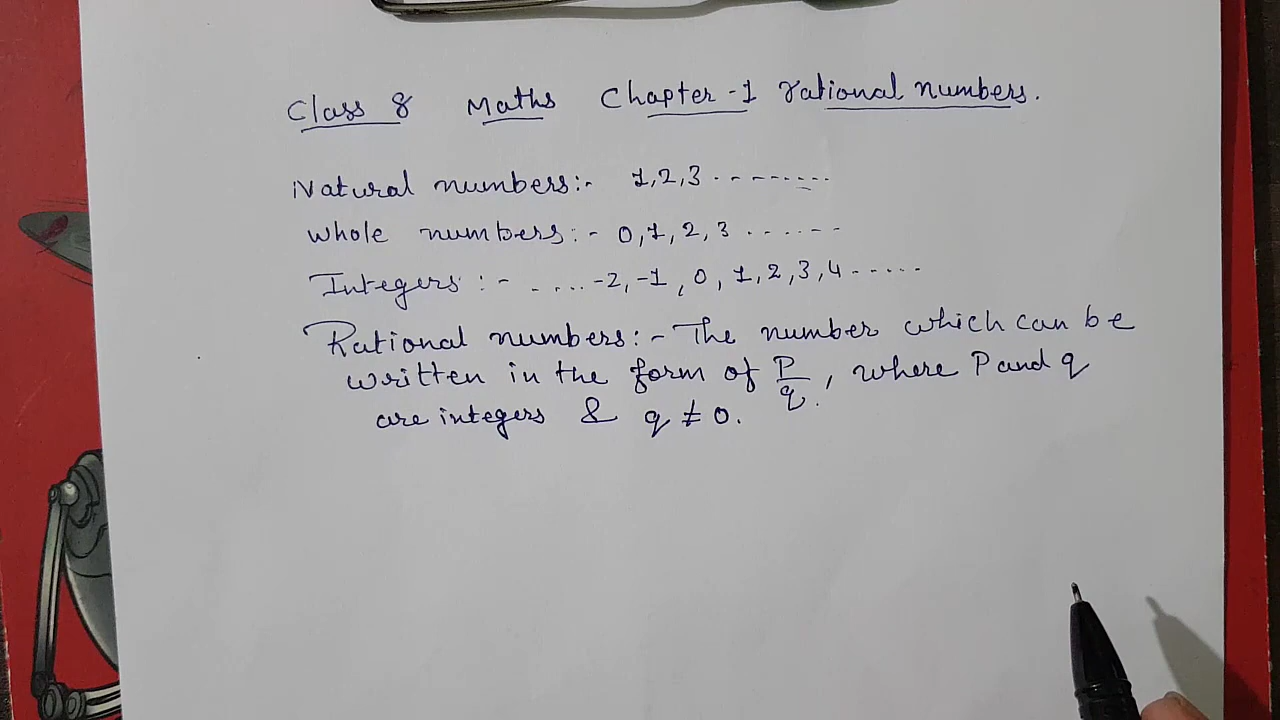 Class 8 Maths Chapter-1 rational numbers.
Natural numbers:- 1,2,3 ..........
Whole numbers:- 0,1,2,3 ......
Integers :- .....-2,-1,0,1,2,3,4......
Rational numbers:- The number which can be
written in the form of P/q, where P and q
are integers & q ≠ 0.